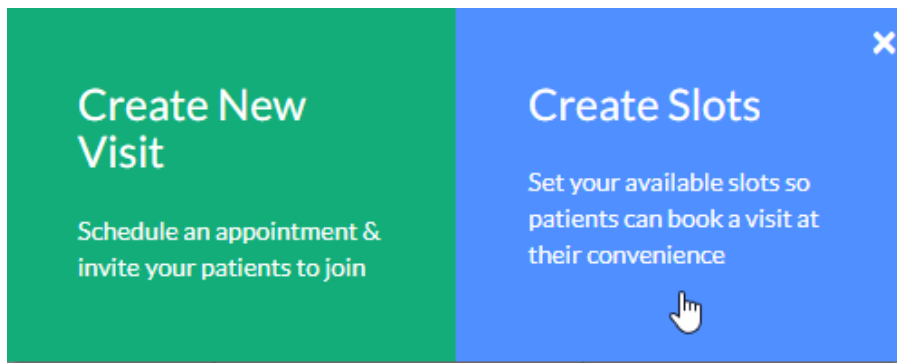 Create New
Visit
Schedule an appointment &
invite your patients to join
Create Slots
Set your available slots so
patients can book a visit at
their convenience